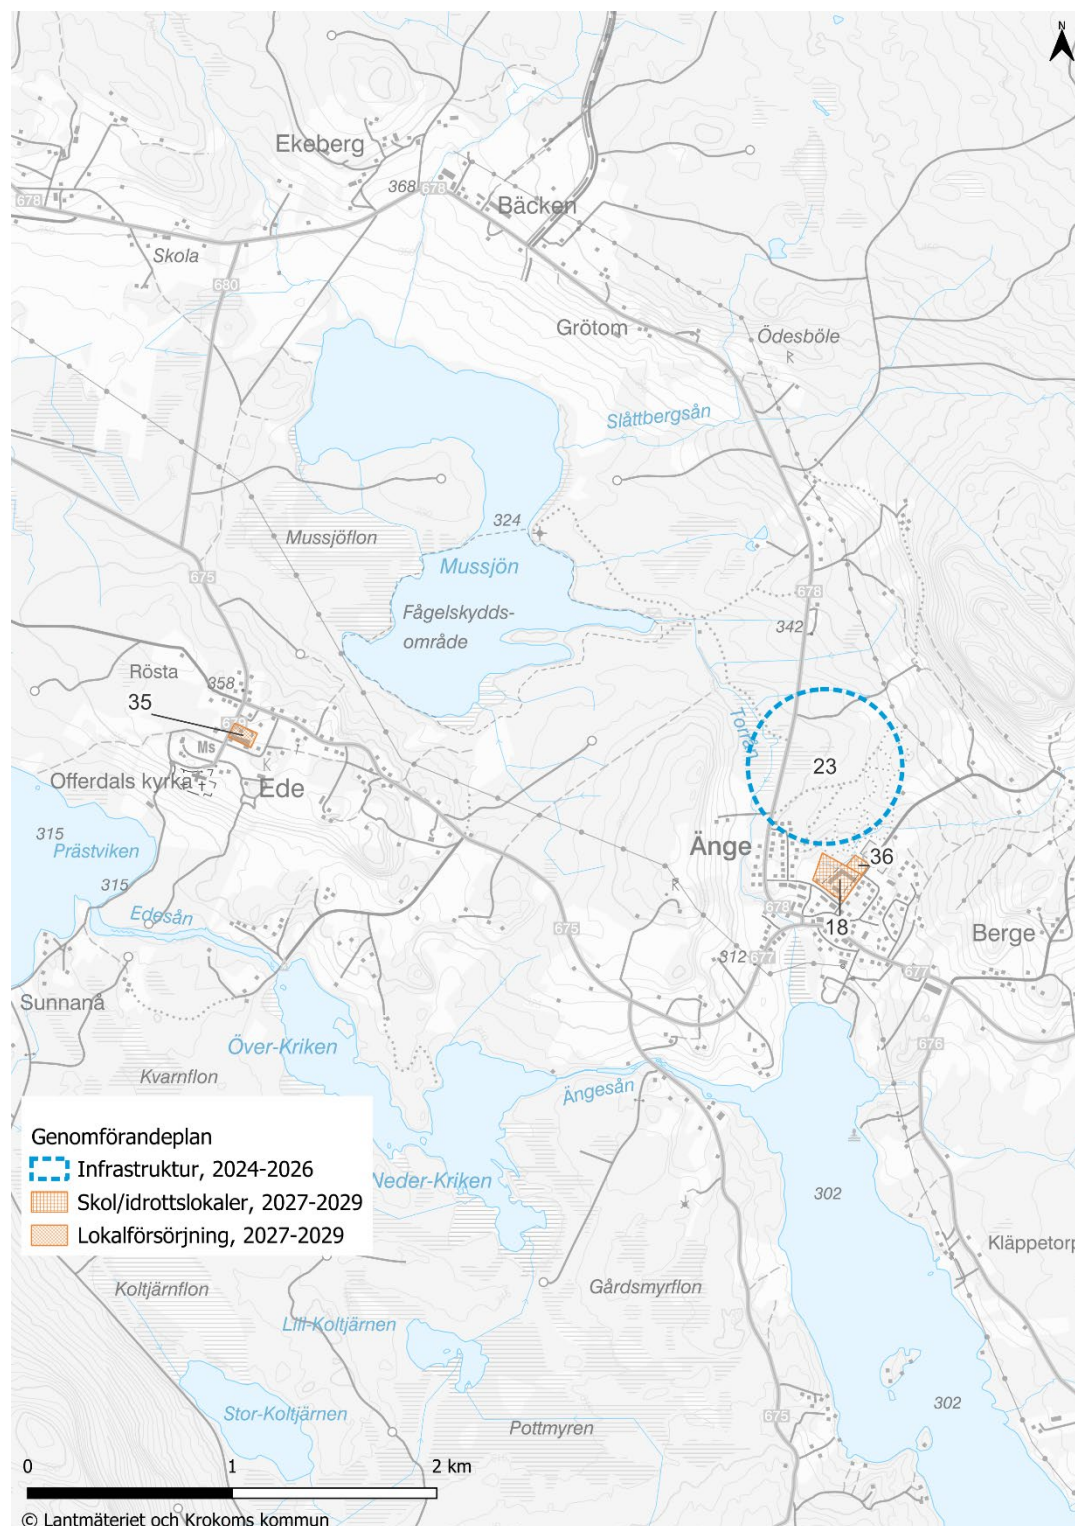 N
Ekeberg
368
678
Bäcken
678
Skola
680
Grötom
Ödesböle
R
Slåttbergsån
324
Mussjöflon
Mussjön
675
678
Fågelskydds-
område
342
Rösta
358
35
Torrån
Ms
R
23
Offerdals kyrka
Ede
315
Prästviken
Änge
36
R
315
678
Edesån
18
675
Berge
312
677
677
Sunnanå
Över-Kriken
676
Kvarnflon
Ängesån
Genomförandeplan
Infrastruktur, 2024-2026
Neder-Kriken
302
Skol/idrottslokaler, 2027-2029
Lokalförsörjning, 2027-2029
Kläppetorp
Koltjärnflon
Gårdsmyrflon
Lill-Koltjärnen
Stor-Koltjärnen
302
675
Pottmyren
0 1 2 km
© Lantmäteriet och Krokoms kommun